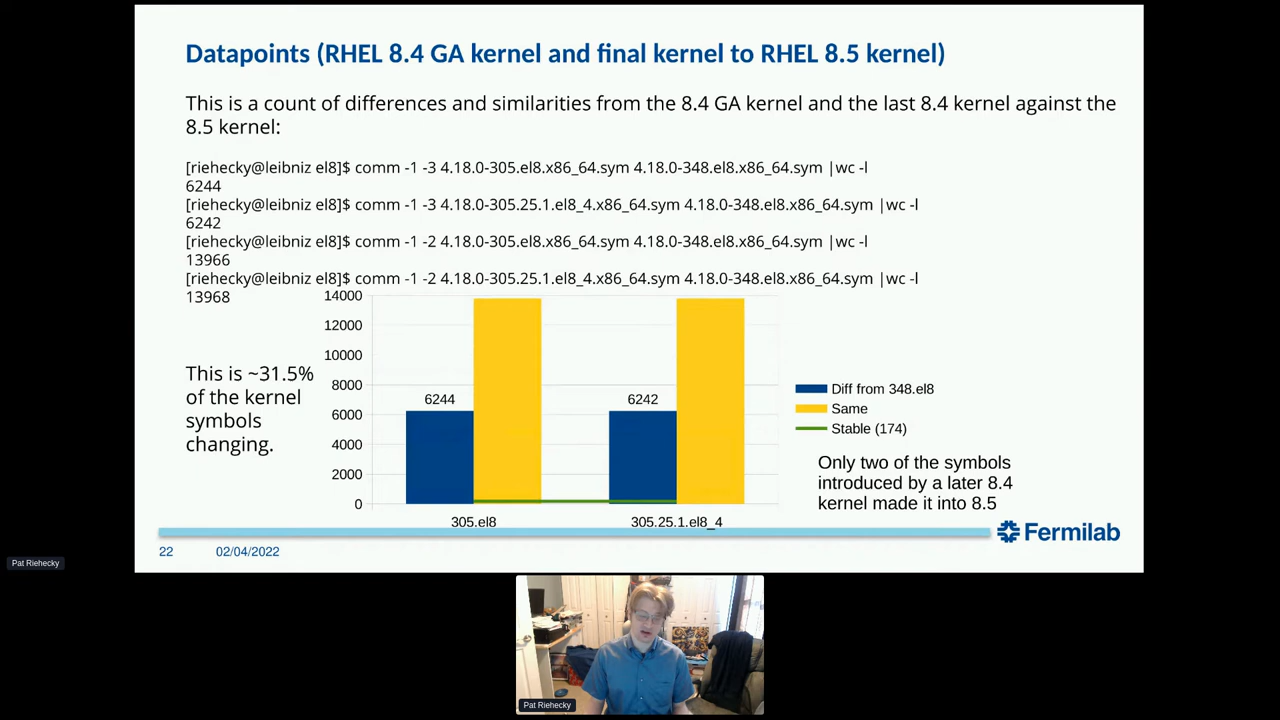 Datapoints (RHEL 8.4 GA kernel and final kernel to RHEL 8.5 kernel)
This is a count of differences and similarities from the 8.4 GA kernel and the last 8.4 kernel against the
8.5 kernel:
[riehecky@leibniz el8]$ comm -1 -3 4.18.0-305.el8.x86_64.sym 4.18.0-348.el8.x86_64.sym |wc -l
6244
[riehecky@leibniz el8]$ comm -1 -3 4.18.0-305.25.1.el8_4.x86_64.sym 4.18.0-348.el8.x86_64.sym |wc -l
6242
[riehecky@leibniz el8]$ comm -1 -2 4.18.0-305.el8.x86_64.sym 4.18.0-348.el8.x86_64.sym |wc -l
13966
[riehecky@leibniz el8]$ comm -1 -2 4.18.0-305.25.1.el8_4.x86_64.sym 4.18.0-348.el8.x86_64.sym |wc -l
13968
This is ~31.5%
of the kernel
symbols
changing.
14000
12000
10000
8000
6000
4000
2000
0
6244
6242
305.el8
305.25.1.el8_4
Diff from 348.el8
Same
Stable (174)
Only two of the symbols
introduced by a later 8.4
kernel made it into 8.5
Fermilab
22 02/04/2022
Pat Riehecky
Pat Riehecky